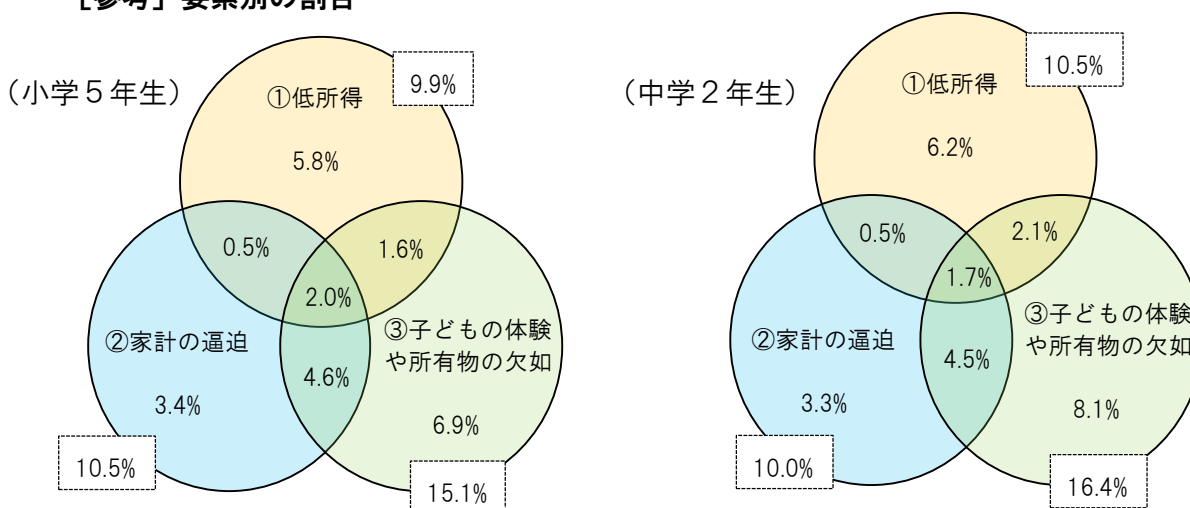 ［参考］要素別の割合
（小学５年生）
①低所得
9.9%
5.8%
0.5%
1.6%
2.0%
②家計の逼迫
③子どもの体験
や所有物の欠如
4.6%
3.4%
6.9%
10.5%
15.1%
（中学２年生）
①低所得
10.5%
6.2%
0.5%
2.1%
1.7%
②家計の逼迫
③子どもの体験
や所有物の欠如
4.5%
3.3%
8.1%
10.0%
16.4%